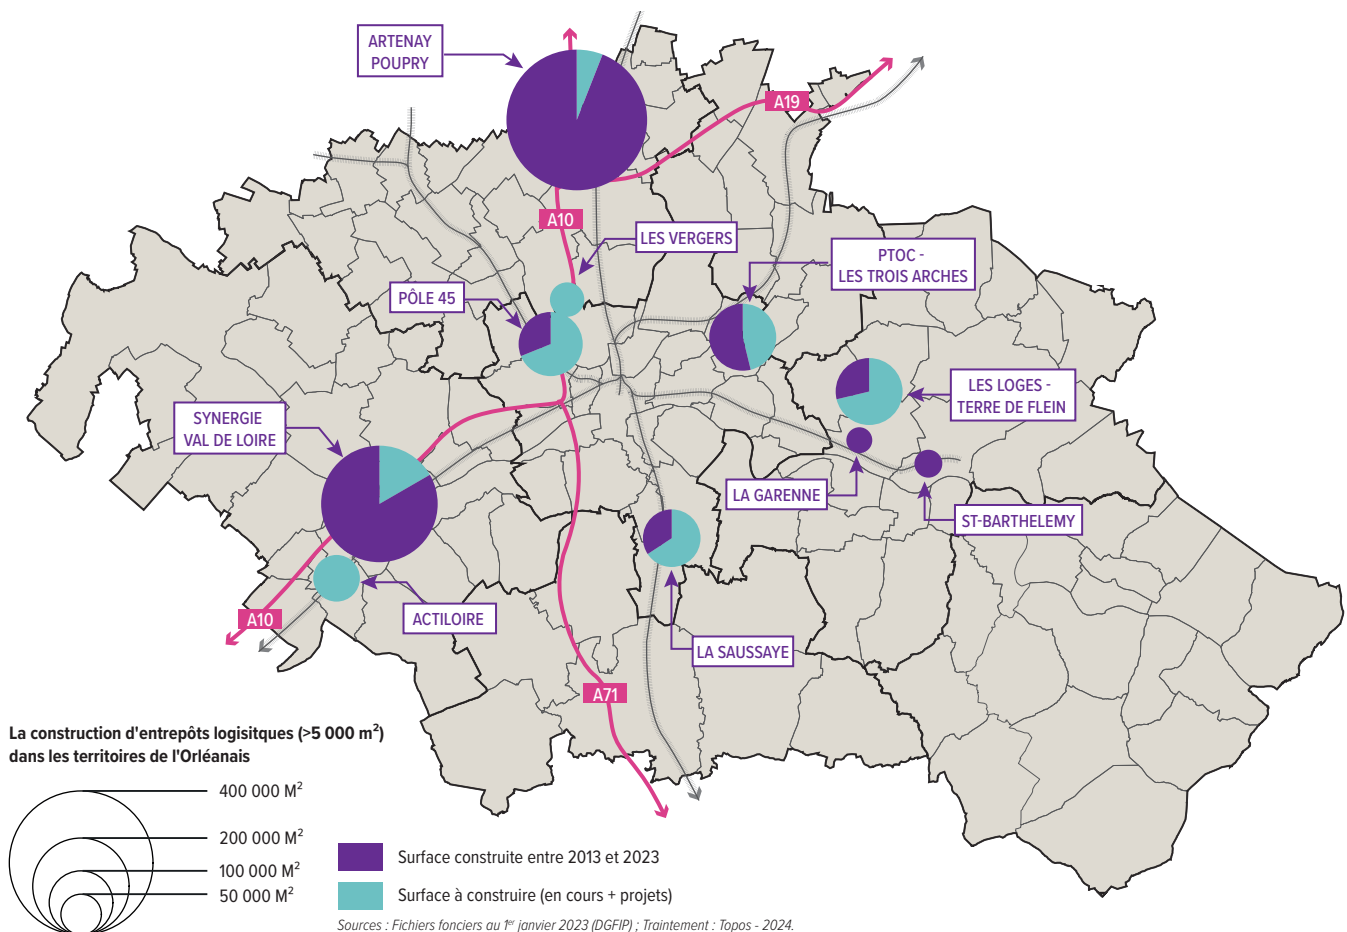 ARTENAY
POUPRY
A19
A10
LES VERGERS
PTOC -
LES TROIS ARCHES
PÔLE 45
LES LOGES -
TERRE DE FLEIN
SYNERGIE
VAL DE LOIRE
LA GARENNE
ST-BARTHELEMY
ACTILOIRE
A10
LA SAUSSAYE
A71
La construction d'entrepôts logisitques (>5 000 m²)
dans les territoires de l'Orléanais
400 000 M²
200 000 M²
100 000 M²
50 000 M²
Surface construite entre 2013 et 2023
Surface à construire (en cours + projets)
Sources : Fichiers fonciers au 1er janvier 2023 (DGFIP) ; Traintement : Topos - 2024.